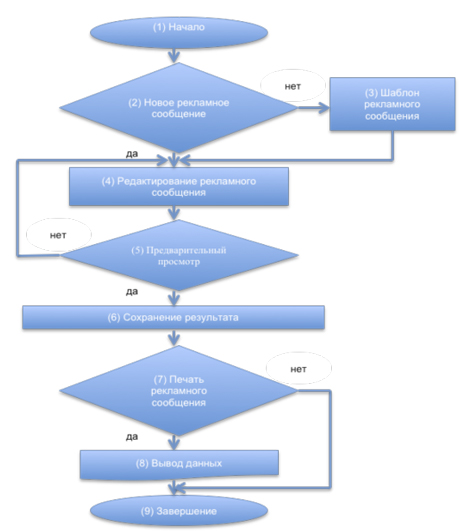 (1) Начало
нет
(2) Новое рекламное
сообщение
(3) Шаблон
рекламного
сообщения
да
(4) Редактирование рекламного
сообщения
нет
(5) Предварительный
просмотр
да
(6) Сохранение результата
нет
(7) Печать
рекламного
сообщения
да
(8) Вывод данных
(9) Завершение